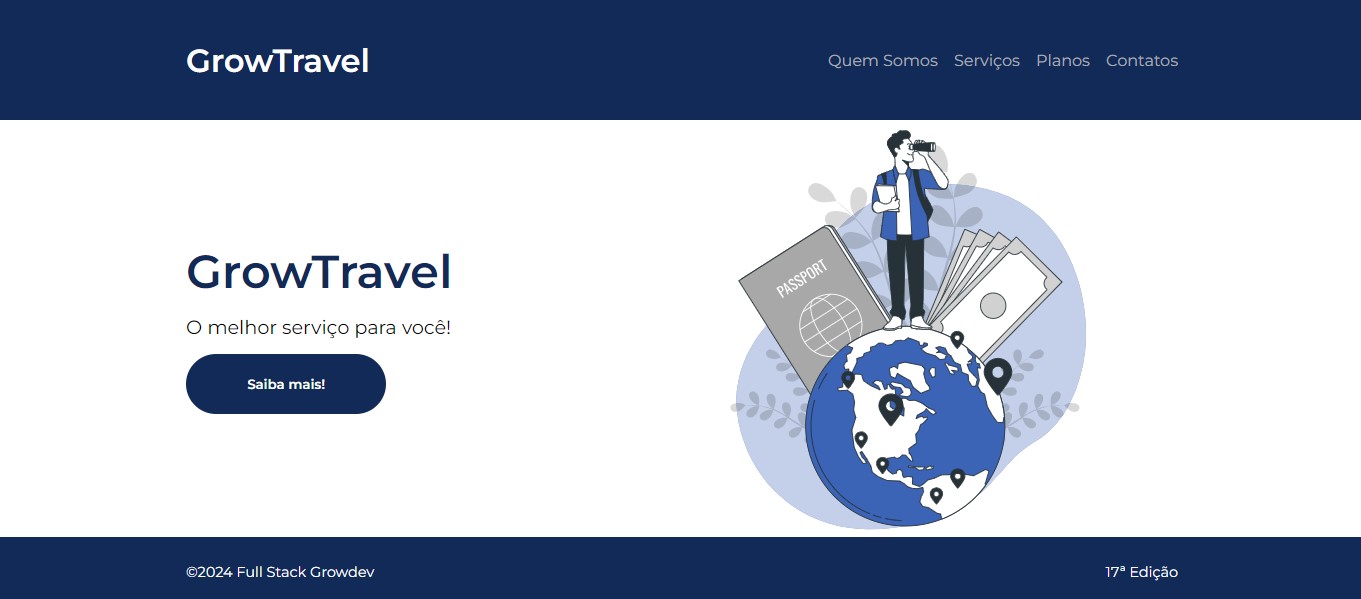 GrowTravel
Quem Somos Serviços Planos Contatos
GrowTravel
O melhor serviço para você!
Saiba mais!
PASSPORT
©2024 Full Stack Growdev
17ª Edição